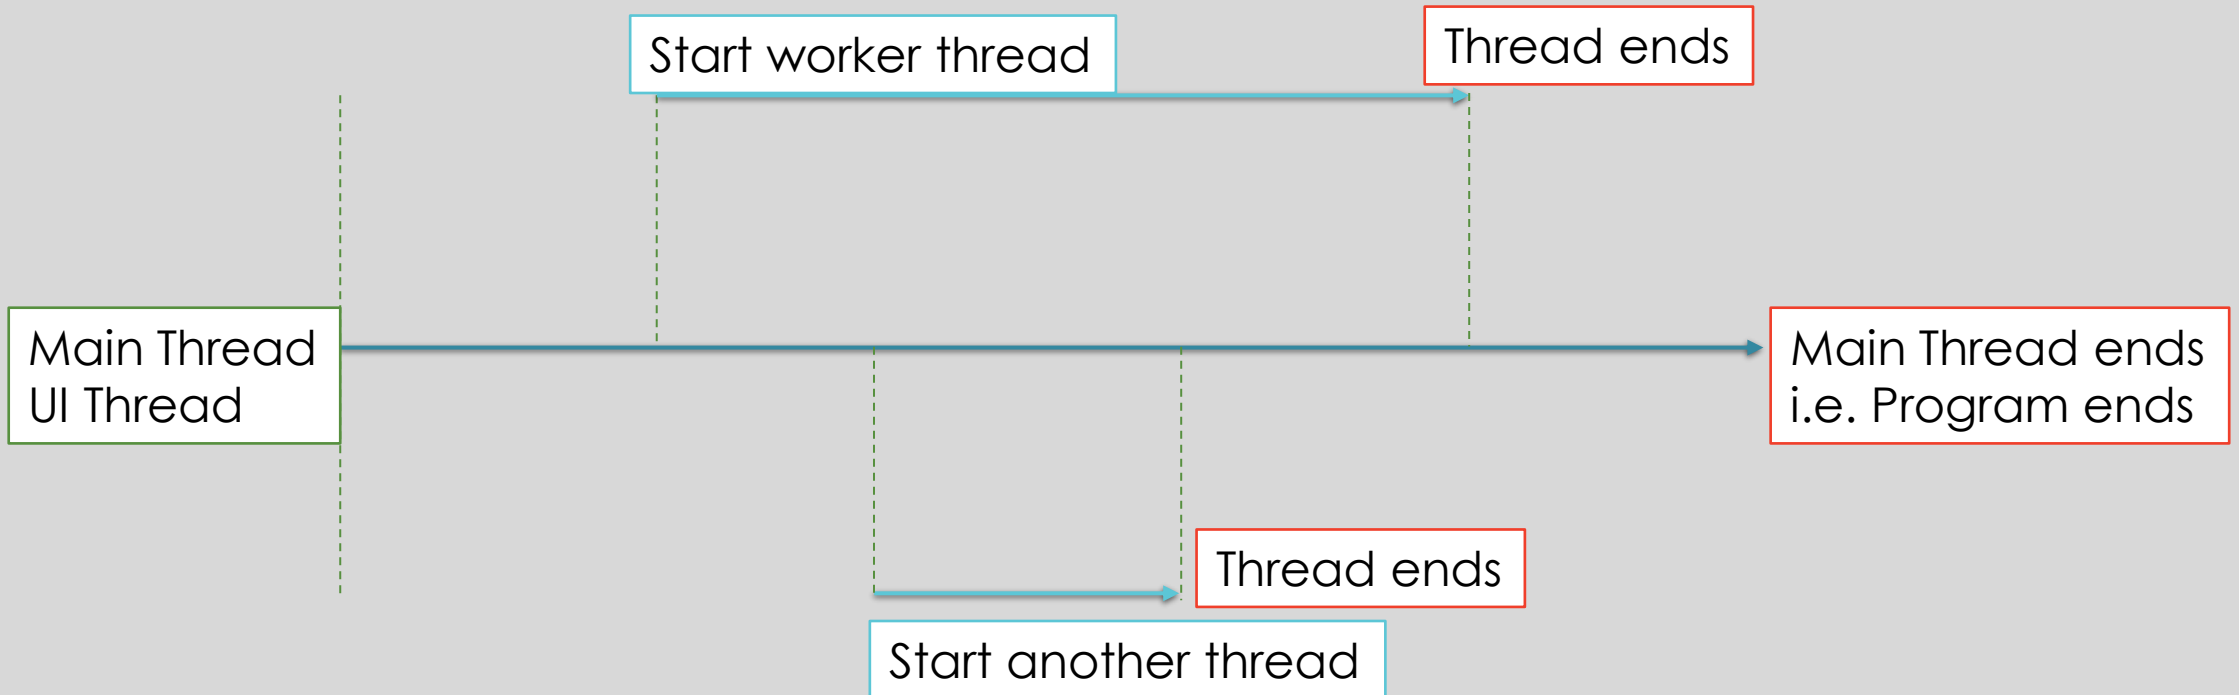 Start worker thread
Thread ends
Main Thread
UI Thread
Main Thread ends
i.e. Program ends
Thread ends
Start another thread